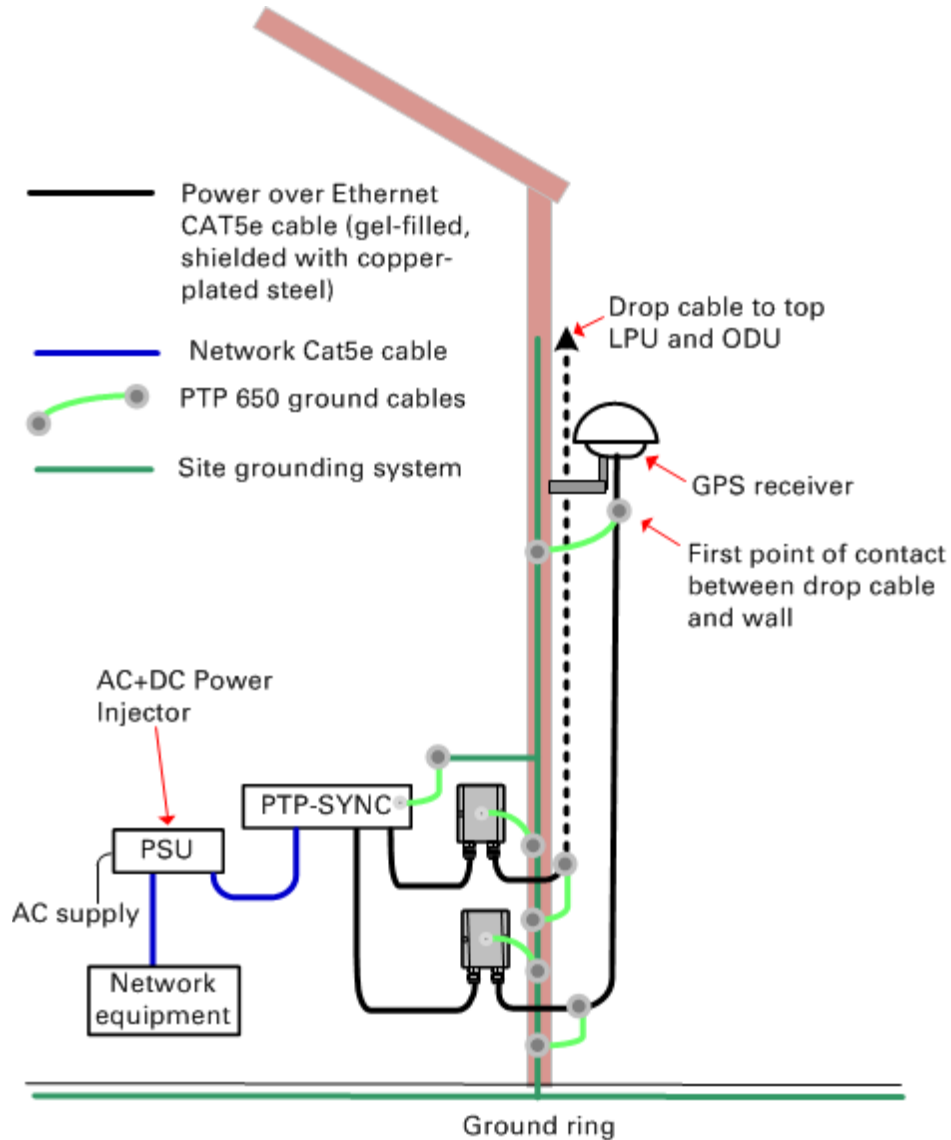 Power over Ethernet
CAT5e cable (gel-filled,
shielded with copper-
plated steel)
Network Cat5e cable
PTP 650 ground cables
Site grounding system
Drop cable to top
LPU and ODU
GPS receiver
First point of contact
between drop cable
and wall
AC+DC Power
Injector
PTP-SYNC
PSU
AC supply
Network
equipment
Ground ring